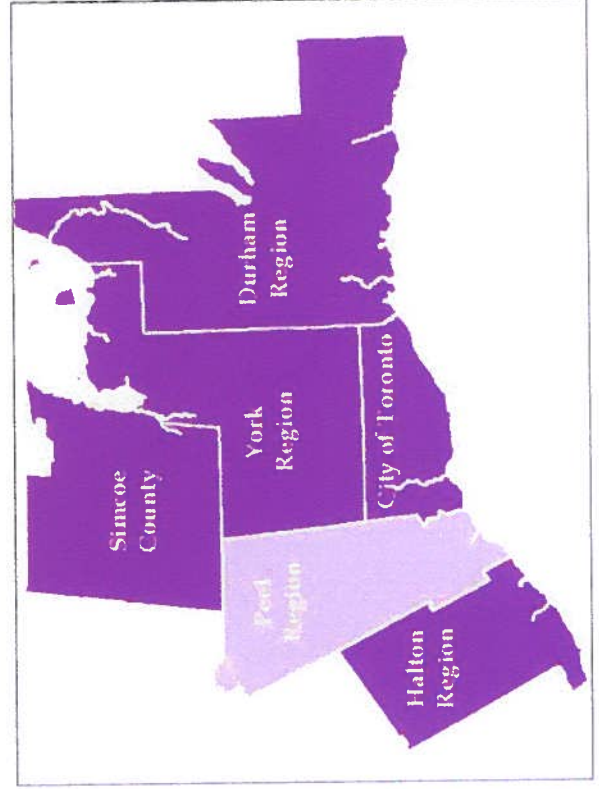 Simcoe
County
York
Region
Durham
Region
City of Toronto
Peel
Region
Halton
Region